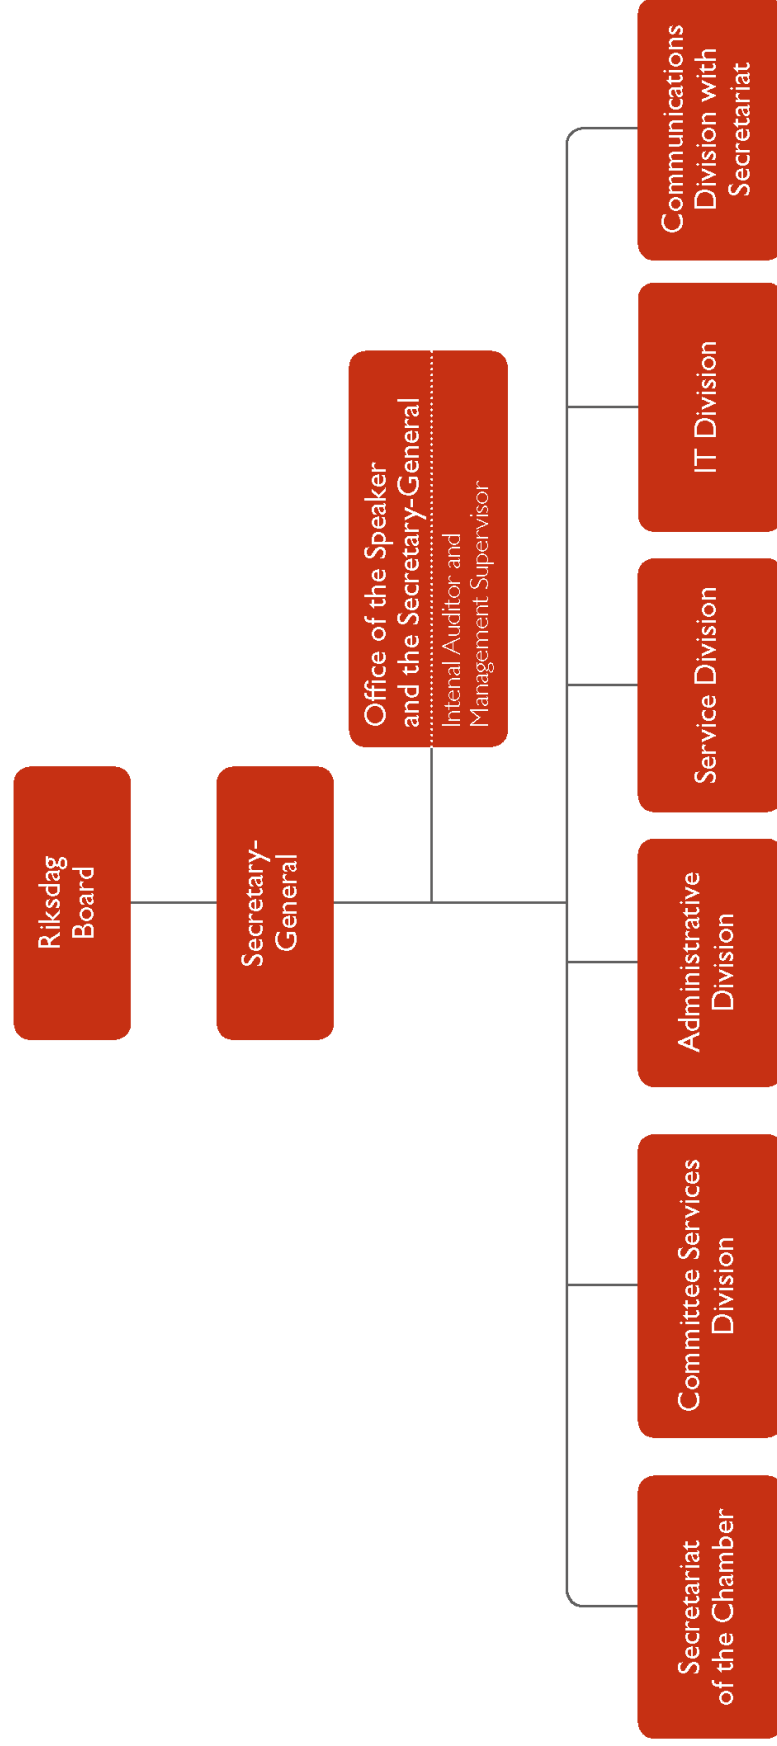 Riksdag
Board
Secretary-
General
Office of the Speaker
and the Secretary-General
Intenal Auditor and
Management Supervisor
Secretariat
of the Chamber
Committee Services
Division
Administrative
Division
Service Division
IT Division
Communications
Division with
Secretariat